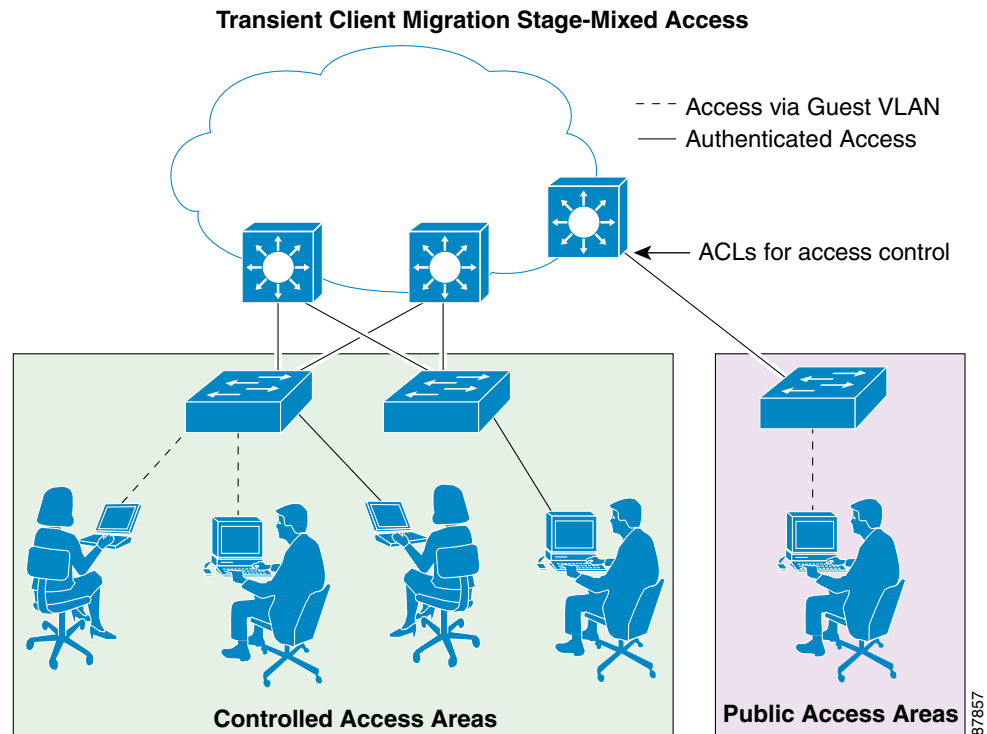 Transient Client Migration Stage-Mixed Access
Access via Guest VLAN
Authenticated Access
ACLs for access control
Controlled Access Areas
Public Access Areas
87857